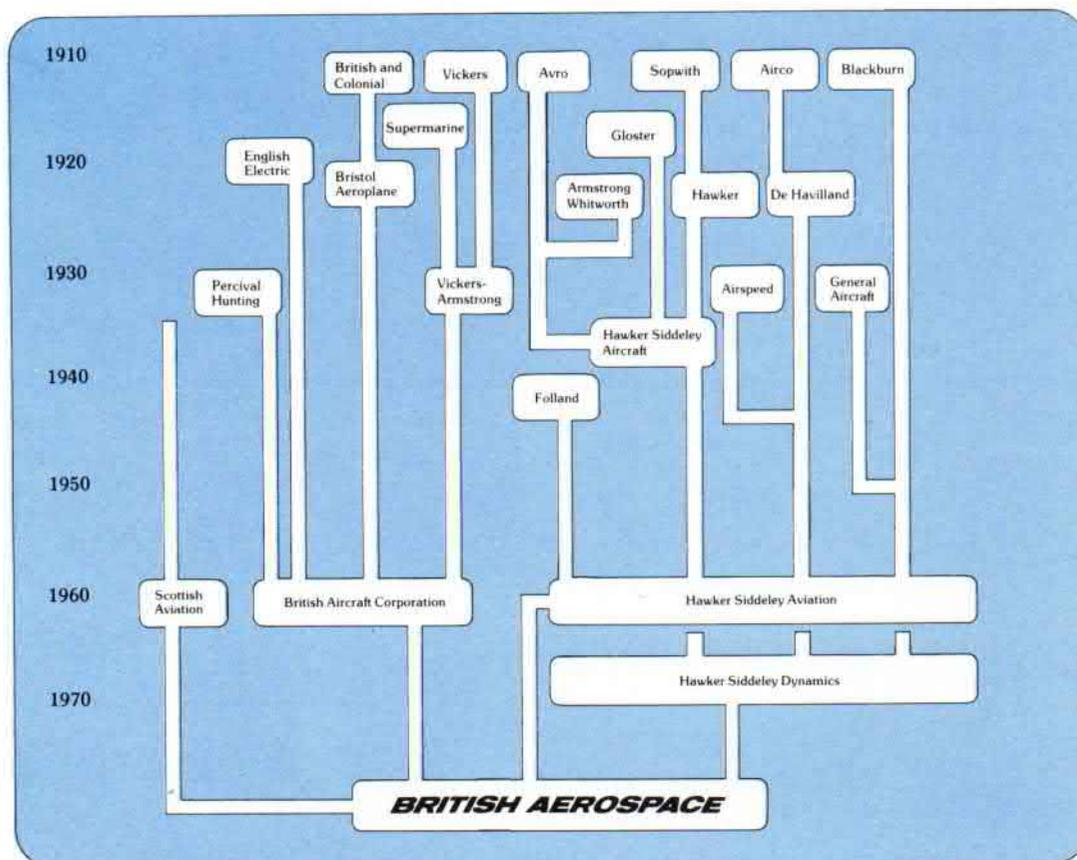 1910
British and
Colonial
Vickers
Avro
Sopwith
Airco
Blackburn
Supermarine
Gloster
1920
English
Electric
Bristol
Aeroplane
Armstrong
Whitworth
Hawker
De Havilland
1930
Percival
Hunting
Vickers-
Armstrong
Airspeed
General
Aircraft
Hawker Siddeley
Aircraft
1940
Folland
1950
1960
Scottish
Aviation
British Aircraft Corporation
Hawker Siddeley Aviation
Hawker Siddeley Dynamics
1970
BRITISH AEROSPACE